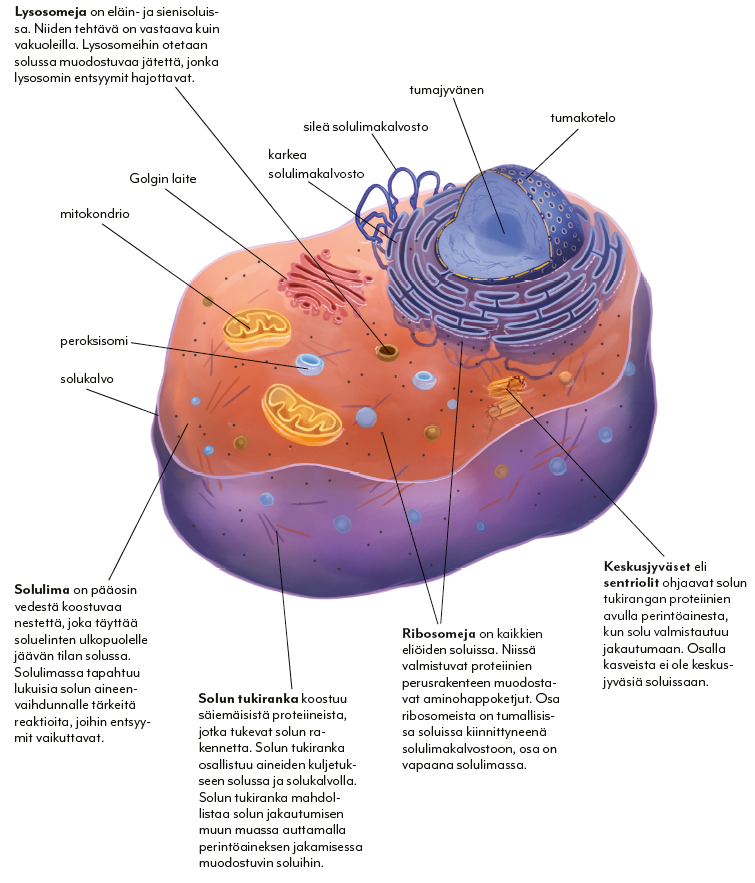 Lysosomeja on eläin- ja sienisoluis-
sa. Niiden tehtävä on vastaava kuin
vakuoleilla. Lysosomeihin otetaan
solussa muodostuvaa jätettä, jonka
lysosomin entsyymit hajottavat.
tumajyvänen
tumakotelo
sileä solulimakalvosto
karkea
solulimakalvosto
Golgin laite
mitokondrio
peroksisomi
solukalvo
Solulima on pääosin
vedestä koostuvaa
nestettä, joka täyttää
soluelinten ulkopuolelle
jäävän tilan solussa.
Solulimassa tapahtuu
lukuisia solun aineen-
vaihdunnalle tärkeitä
reaktioita, joihin entsyy-
mit vaikuttavat.
Solun tukiranka koostuu
säiemäisistä proteiineista,
jotka tukevat solun ra-
kennetta. Solun tukiranka
osallistuu aineiden kuljetuk-
seen solussa ja solukalvolla.
Solun tukiranka mahdol-
listaa solun jakautumisen
muun muassa auttamalla
perintöaineksen jakamisessa
muodostuviin soluihin.
Ribosomeja on kaikkien
eliöiden soluissa. Niissä
valmistuvat proteiinien
perusrakenteen muodosta-
vat aminohappoketjut. Osa
ribosomeista on tumallisis-
sa soluissa kiinnittyneenä
solulimakalvostoon, osa on
vapaana solulimassa.
Keskusjyväset eli
sentriolit ohjaavat solun
tukirangan proteiinien
avulla perintöainesta,
kun solu valmistautuu
jakautumaan. Osalla
kasveista ei ole keskus-
jyväsiä soluissaan.